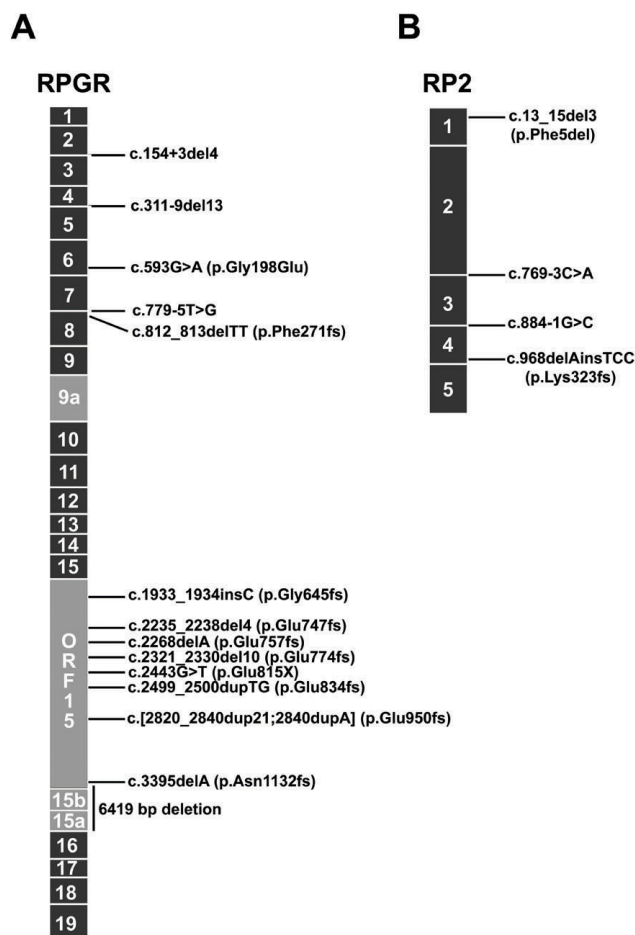 A
RPGR
1
2
c.154+3del4
3
4
c.311-9del13
5
6
c.593G>A (p.Gly198Glu)
7
c.779-5T>G
8
c.812_813delTT (p.Phe271fs)
9
9a
10
11
12
13
14
15
c.1933_1934insC (p.Gly645fs)
ORF15
c.2235_2238del4 (p.Glu747fs)
c.2268delA (p.Glu757fs)
c.2321_2330del10 (p.Glu774fs)
c.2443G>T (p.Glu815X)
c.2499_2500dupTG (p.Glu834fs)
c.[2820_2840dup21;2840dupA] (p.Glu950fs)
c.3395delA (p.Asn1132fs)
15b
6419 bp deletion
15a
16
17
18
19
B
RP2
c.13_15del3
1
(p.Phe5del)
2
c.769-3C>A
3
c.884-1G>C
4
c.968delAinsTCC
(p.Lys323fs)
5